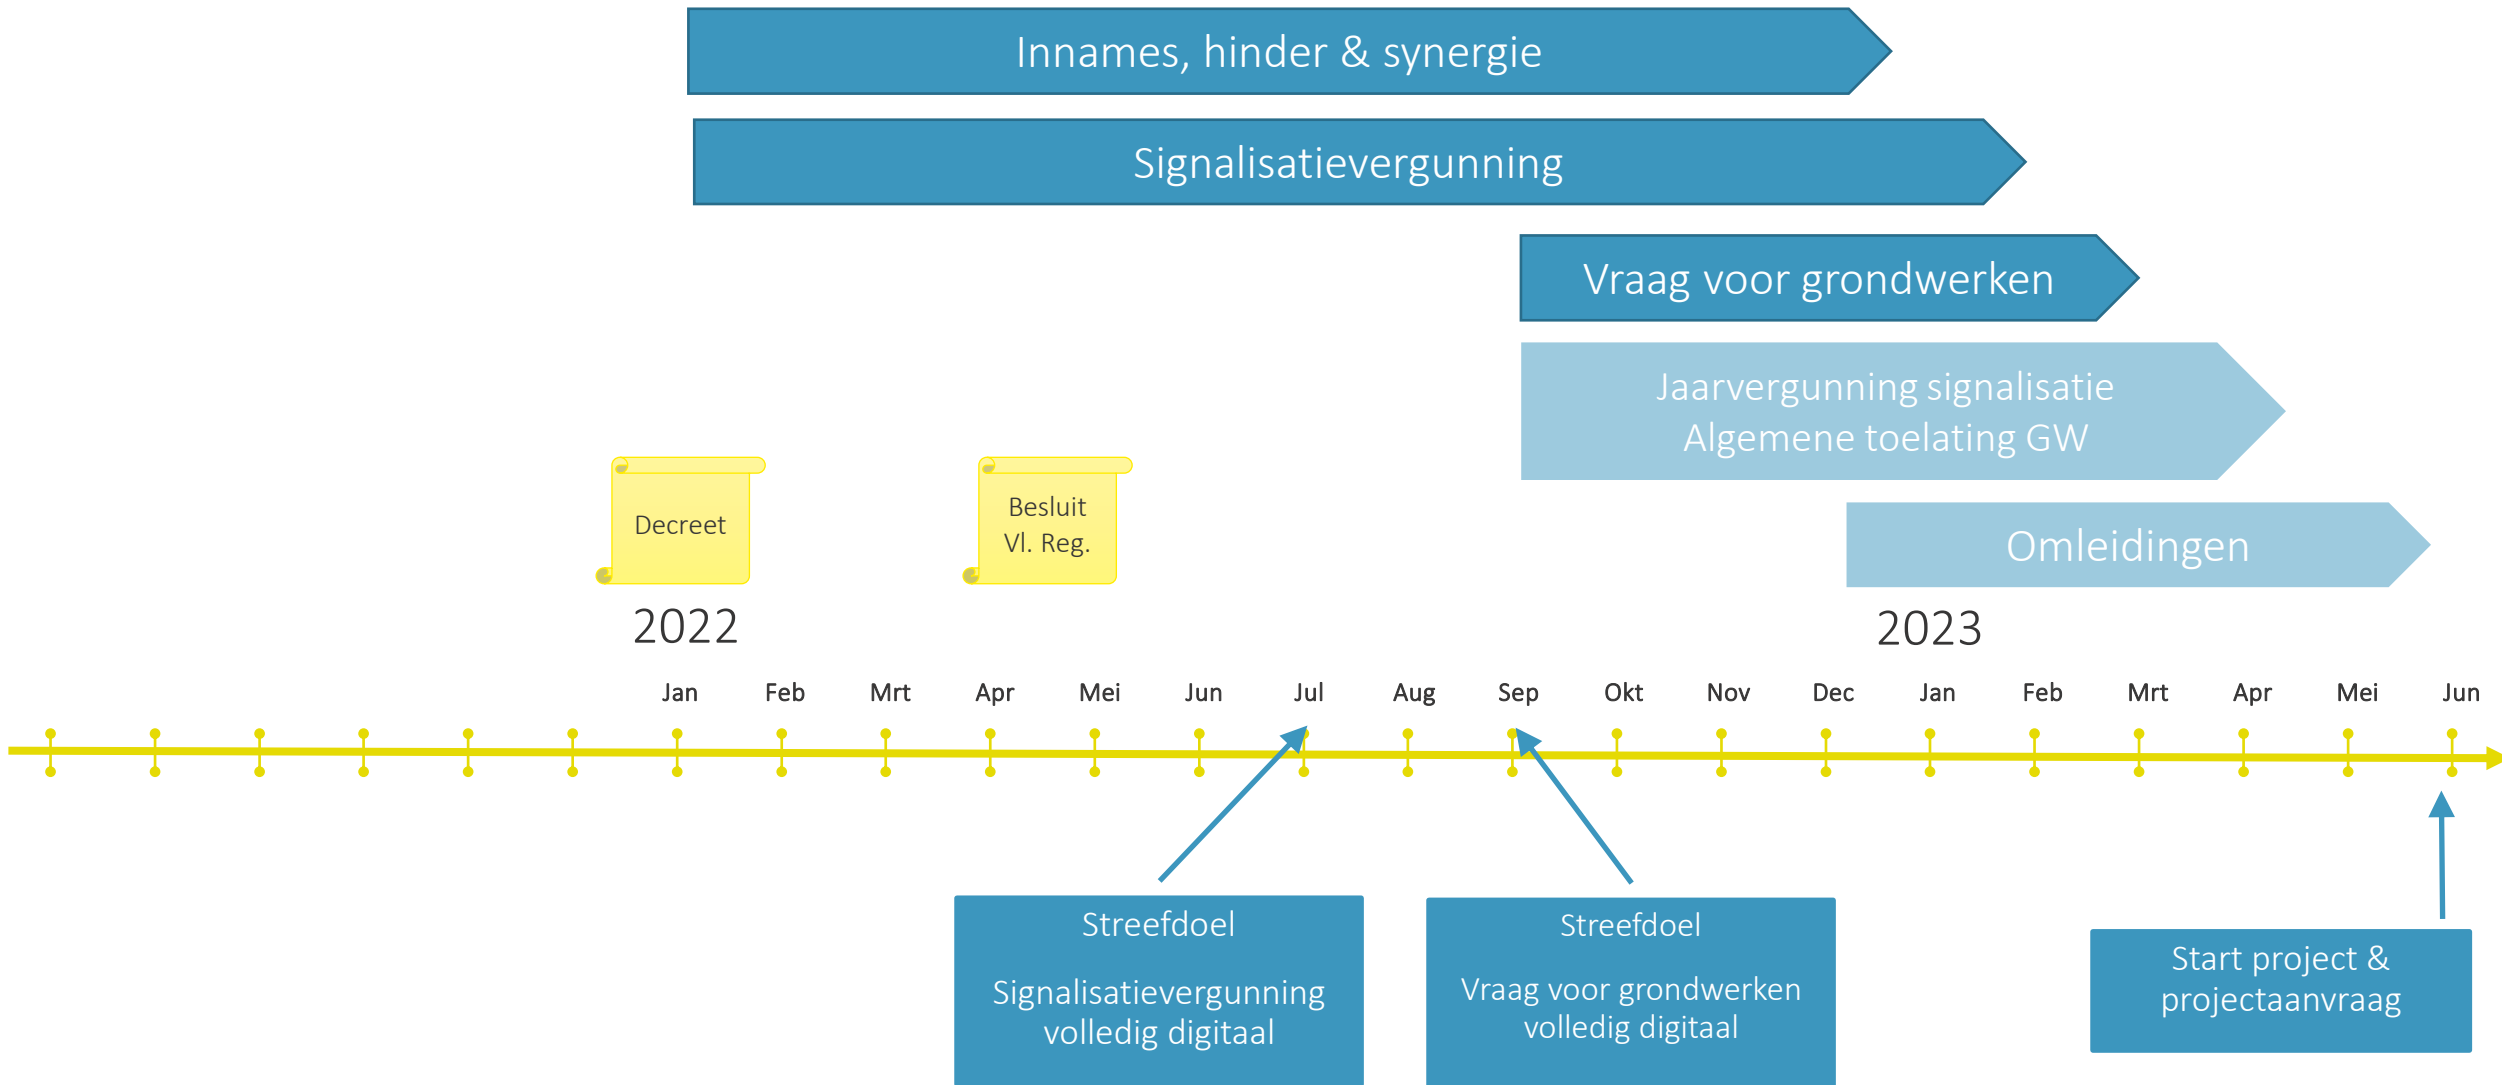 Innames, hinder & synergie
Signalisatievergunning
Vraag voor grondwerken
Jaarvergunning signalisatie
Algemene toelating GW
Decreet
Besluit
Vl. Reg.
Omleidingen
2022
2023
Jan Feb Mrt Apr Mei Jun Jul Aug Sep Okt Nov Dec Jan Feb Mrt Apr Mei Jun
Streefdoel
Signalisatievergunning
volledig digitaal
Streefdoel
Vraag voor grondwerken
volledig digitaal
Start project &
projectaanvraag